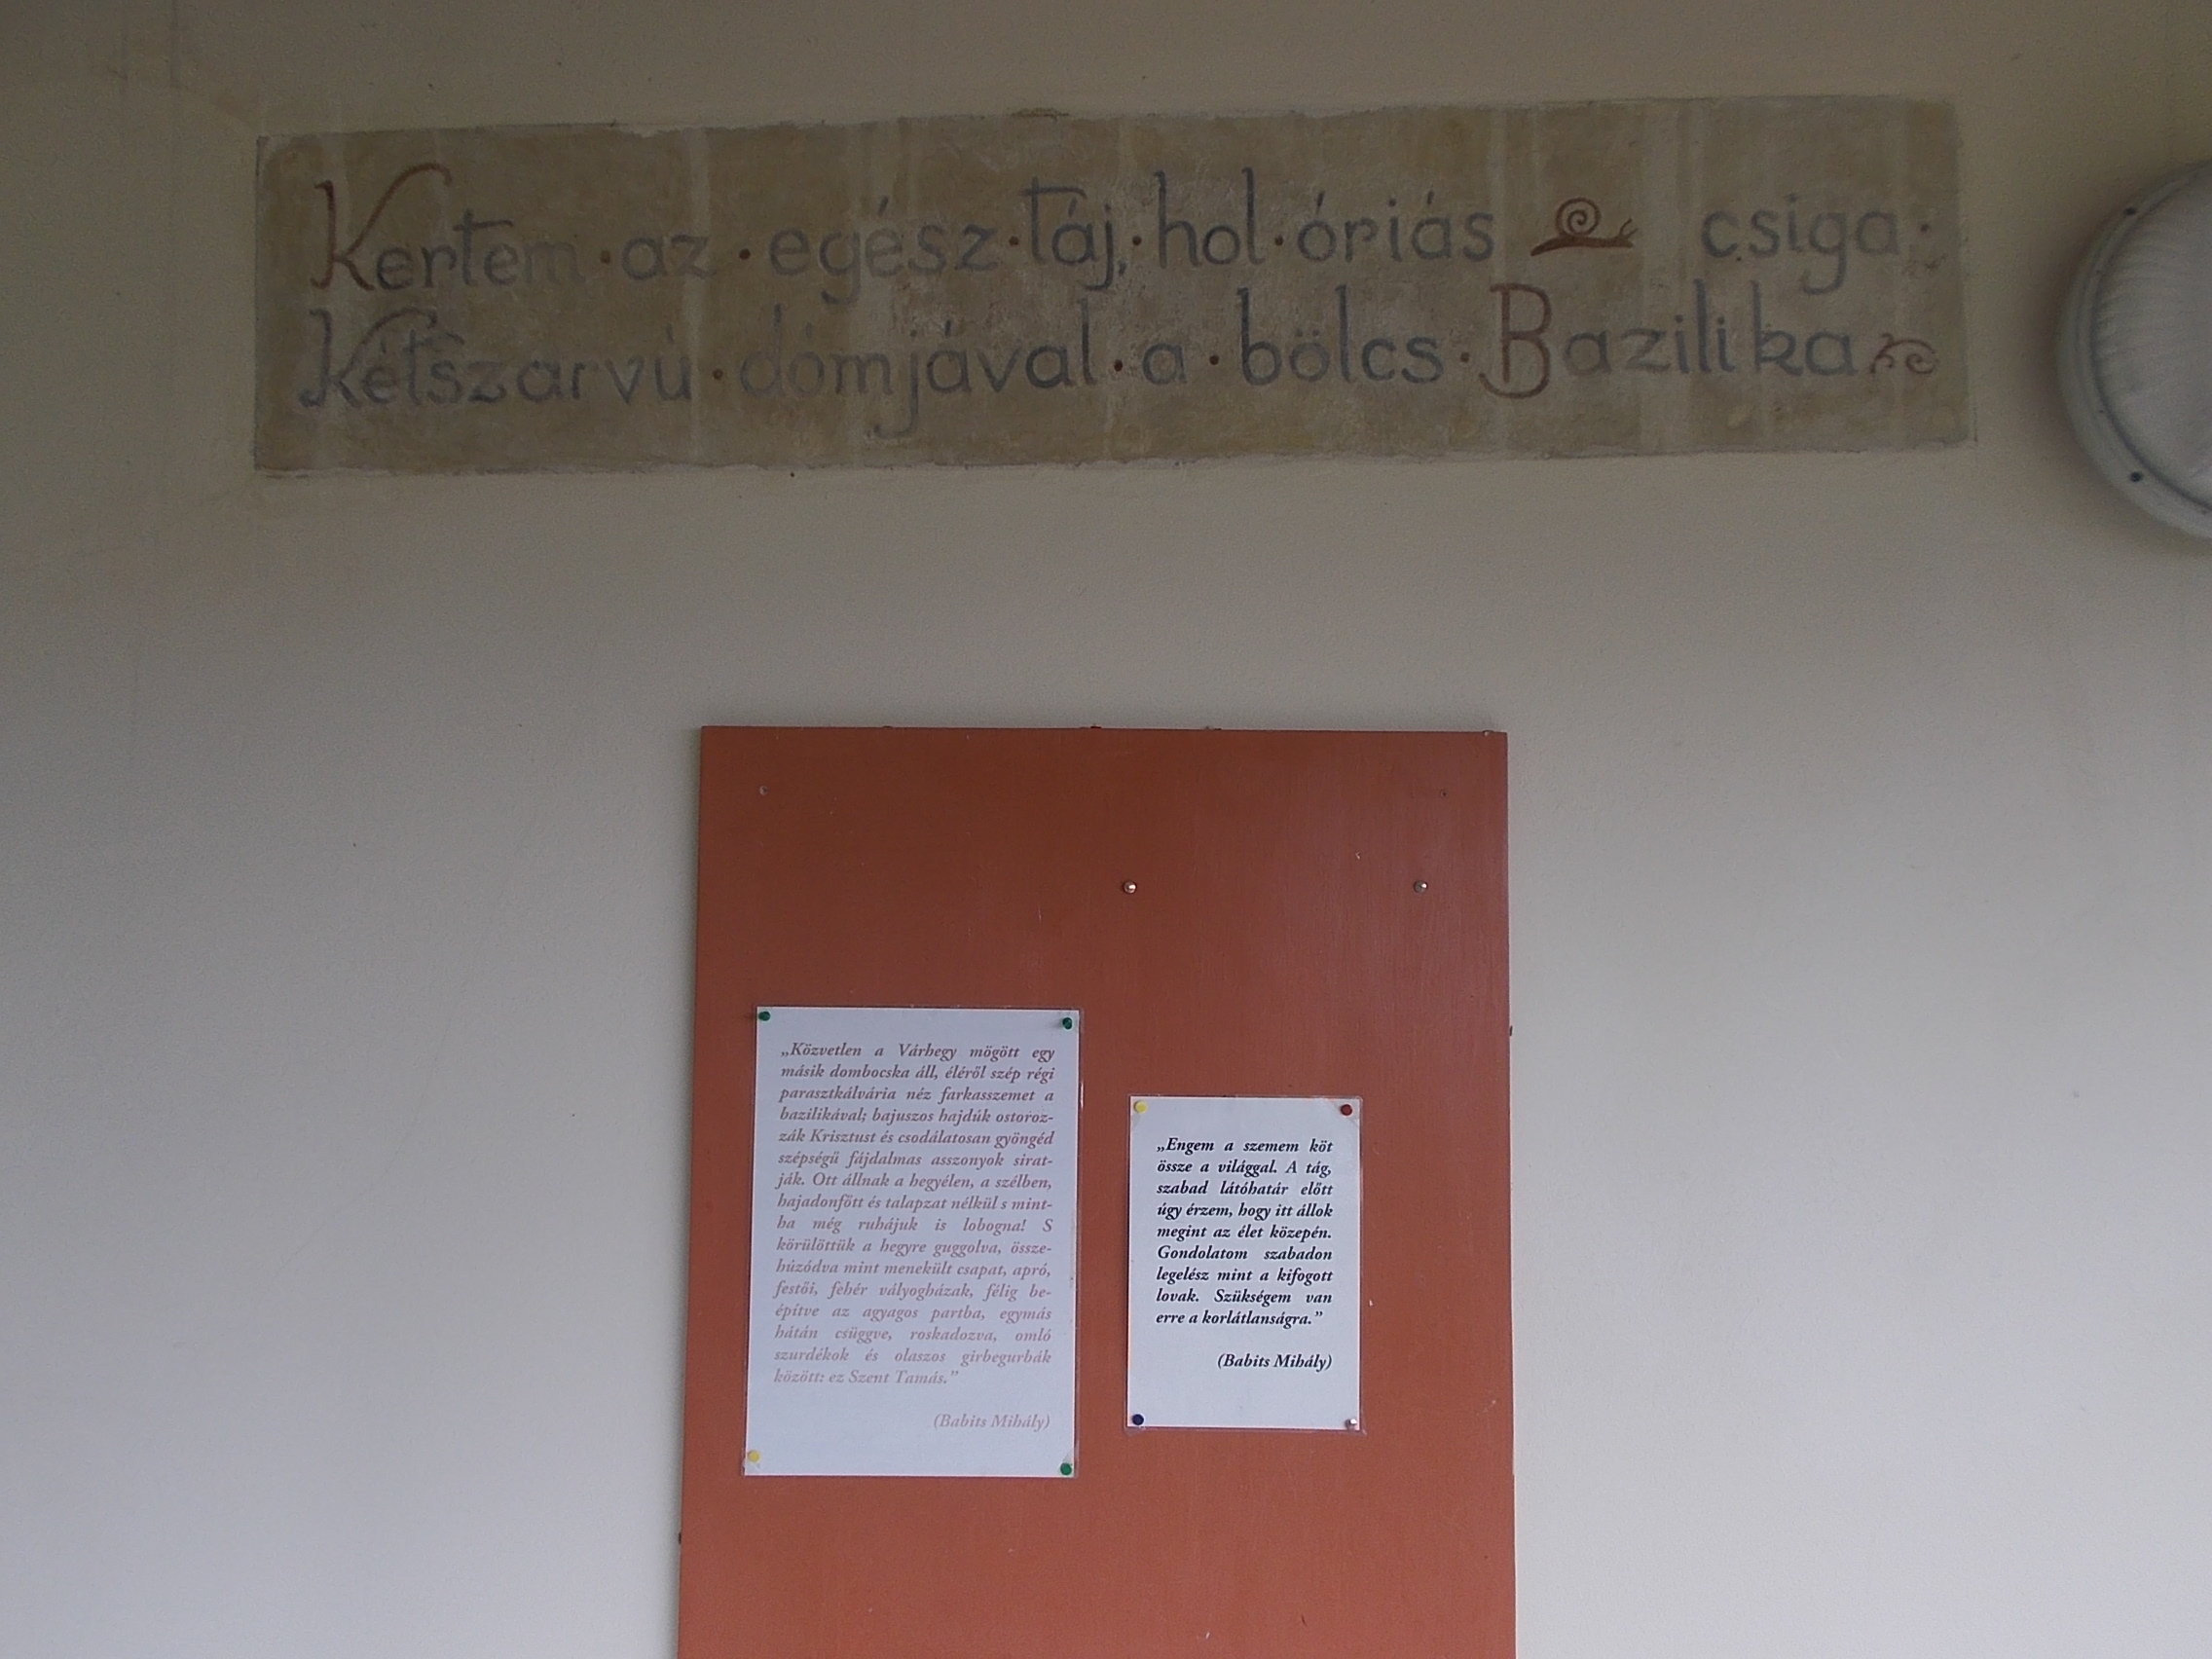 Kertem · az · egész · táj, · hol · óriás csiga ·
Kétszarvú · dómjával · a · bölcs · Bazilika
„Közvetlen a Várhegy mögött egy
másik dombocska áll, éléről szép régi
parasztkálvária néz farkasszemet a
bazilikával; bajuszos hajdúk ostoroz-
zák Krisztust és csodálatosan gyöngéd
szépségű fájdalmas asszonyok sirat-
ják. Ott állnak a hegyélen, a szélben,
hajadonfőtt és talapzat nélkül s mint-
ha még ruhájuk is lobogna! S
körülöttük a hegyre guggolva, össze-
húzódva mint menekült csapat, apró,
festői, fehér vályogházak, félig be-
építve az agyagos partba, egymás
hátán csüggve, roskadozva, omló
szurdékok és olaszos girbegurbák
között: ez Szent Tamás.”
(Babits Mihály)
„Engem a szemem köt
össze a világgal. A tág,
szabad látóhatár előtt
úgy érzem, hogy itt állok
megint az élet közepén.
Gondolatom szabadon
legelész mint a kifogott
lovak. Szükségem van
erre a korlátlanságra.”
(Babits Mihály)